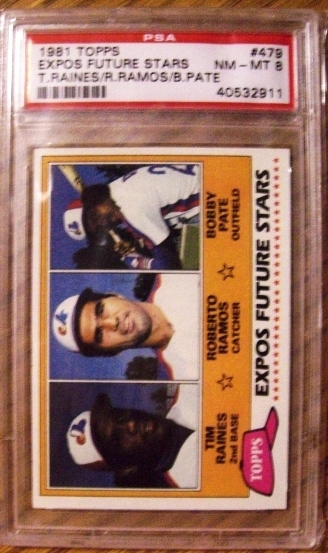 PSA
1981 TOPPS #479
EXPOS FUTURE STARS NM - MT 8
T.RAINES/R.RAMOS/B.PATE
40532911
TIM
RAINES
2nd BASE
ROBERTO
RAMOS
CATCHER
BOBBY
PATE
OUTFIELD
TOPPS
EXPOS FUTURE STARS